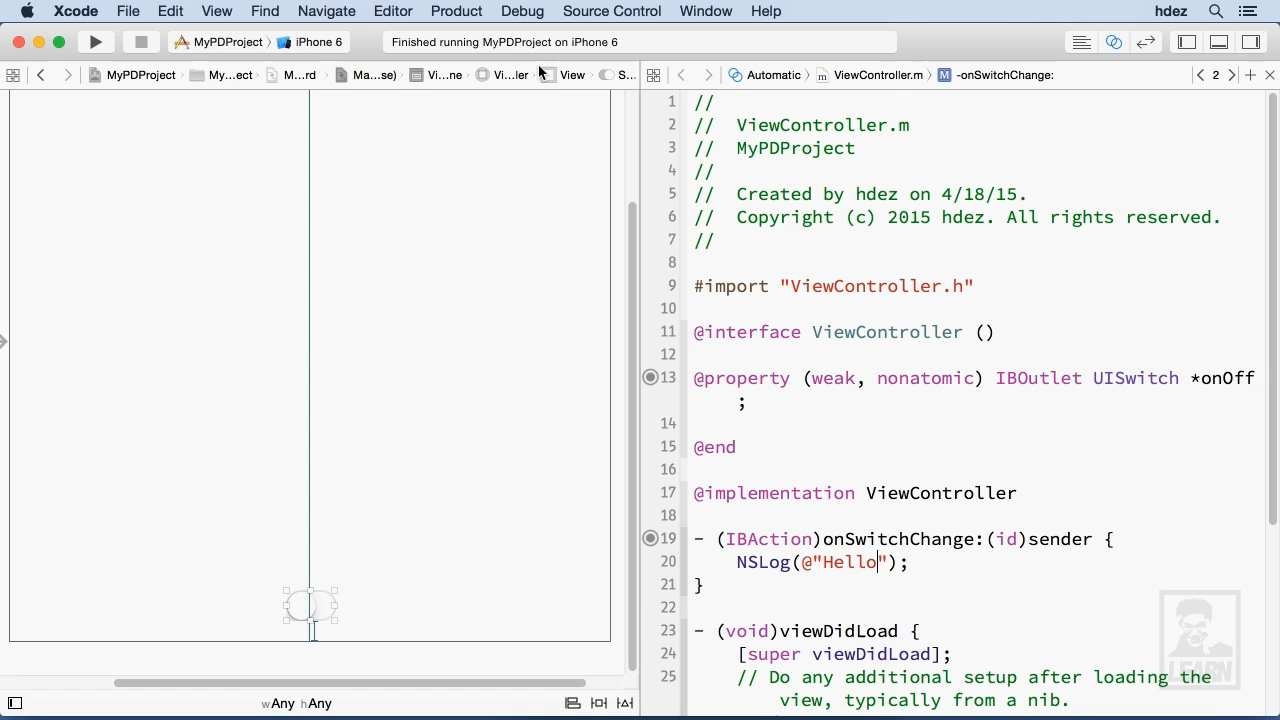 Xcode File Edit View Find Navigate Editor Product Debug Source Control Window Help hdez
MyPDProject iPhone 6 Finished running MyPDProject on iPhone 6
MyPDProject My...ect M...rd Ma...se) Vi...ne Vi...ler View S... Automatic ViewController.m -onSwitchChange: 2
1 //
2 // ViewController.m
3 // MyPDProject
4 //
5 // Created by hdez on 4/18/15.
6 // Copyright (c) 2015 hdez. All rights reserved.
7 //
8
9 #import "ViewController.h"
10
11 @interface ViewController ()
12
13 @property (weak, nonatomic) IBOutlet UISwitch *onOff
;
14
15 @end
16
17 @implementation ViewController
18
19 - (IBAction)onSwitchChange:(id)sender {
20 NSLog(@"Hello");
21 }
22
23 - (void)viewDidLoad {
24 [super viewDidLoad];
25 // Do any additional setup after loading the
view, typically from a nib.
LEARN
wAny hAny